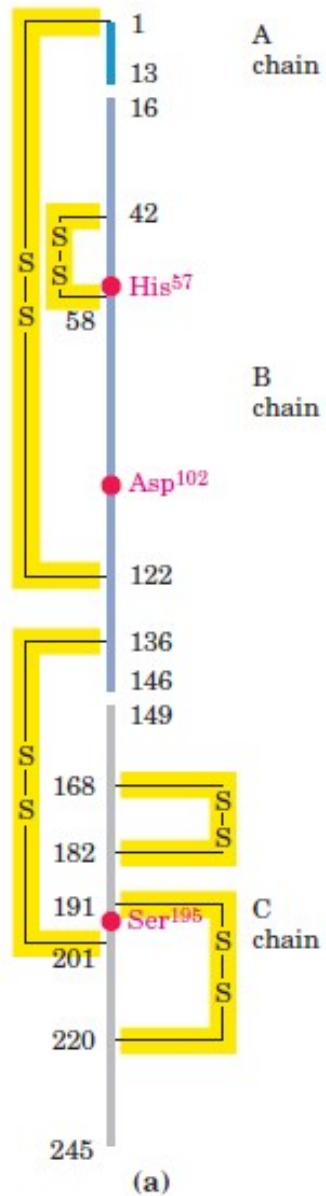 1
A
chain
13
16
42
S
S
His⁵⁷
S
S
58
B
chain
Asp¹⁰²
122
136
146
149
S
S
168
S
S
182
191
Ser¹⁹⁵
C
chain
S
S
201
220
245
(a)